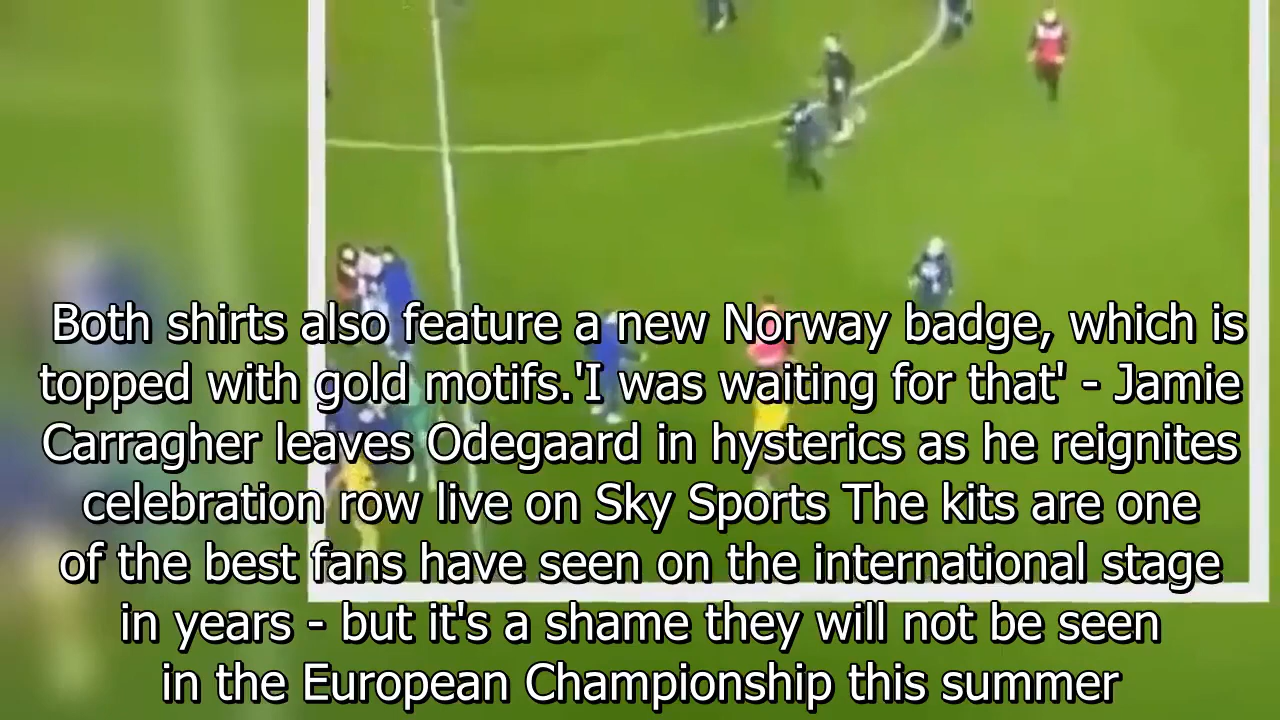 Both shirts also feature a new Norway badge, which is
topped with gold motifs.'I was waiting for that' - Jamie
Carragher leaves Odegaard in hysterics as he reignites
celebration row live on Sky Sports The kits are one
of the best fans have seen on the international stage
in years - but it's a shame they will not be seen
in the European Championship this summer